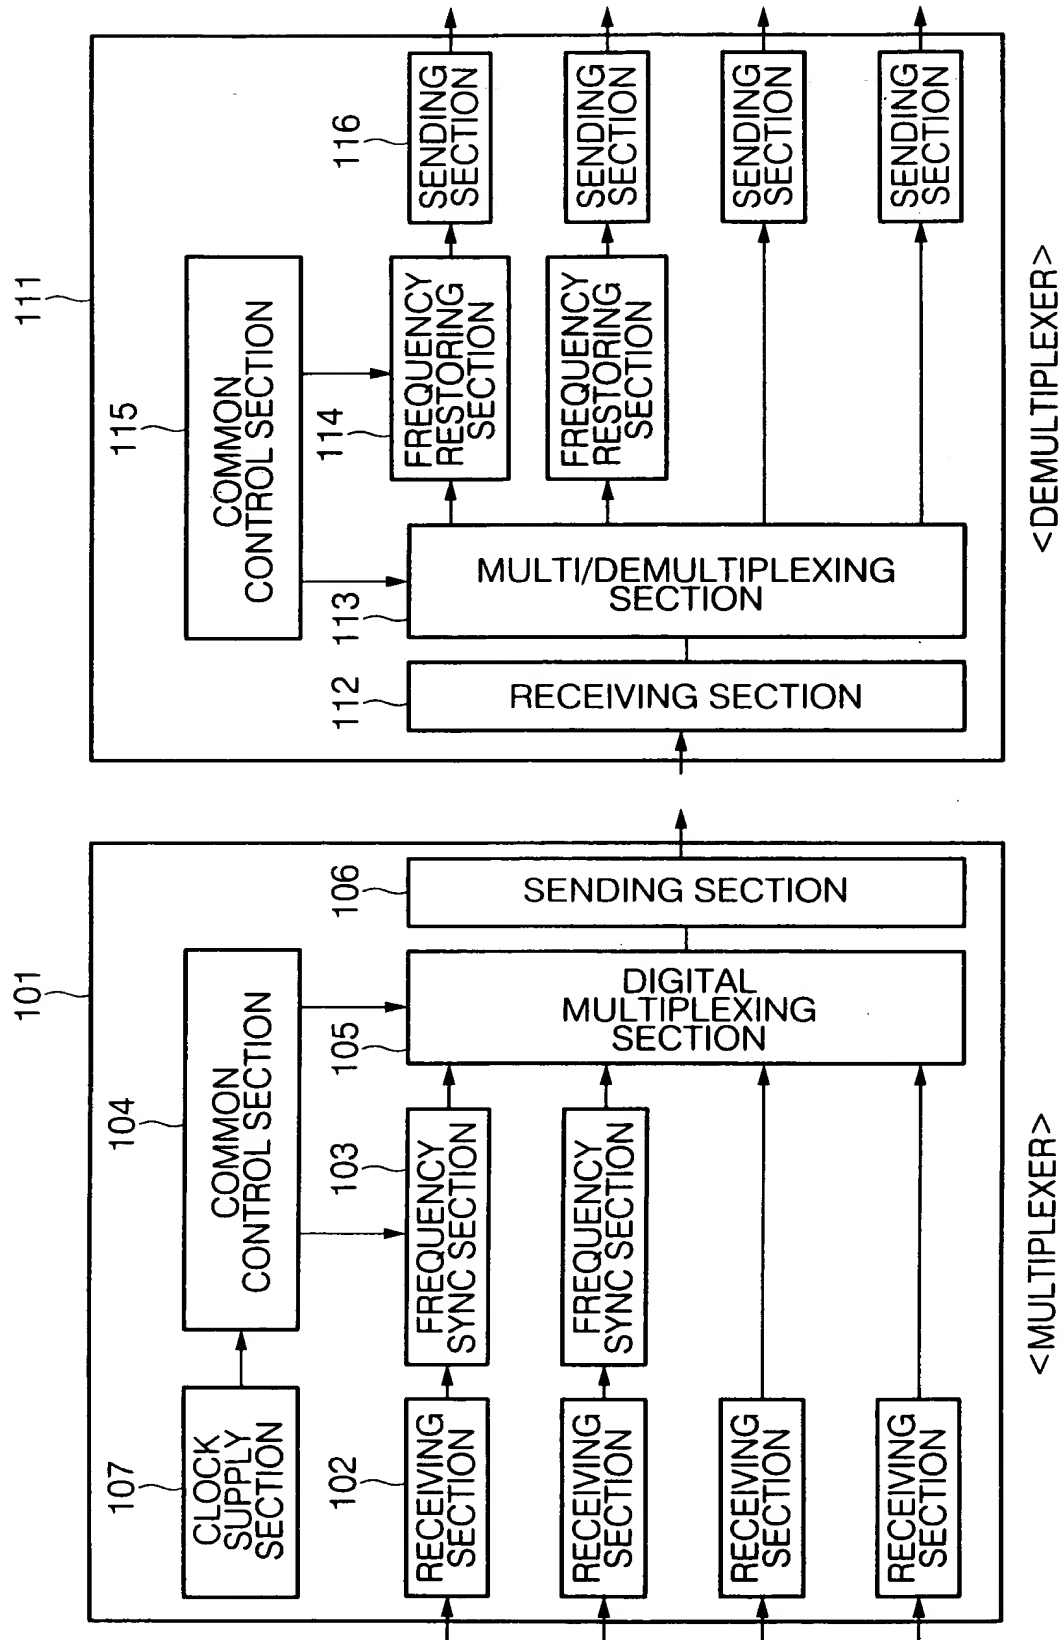 101
107
CLOCK
SUPPLY
SECTION
104
COMMON
CONTROL SECTION
102
RECEIVING
SECTION
103
FREQUENCY
SYNC SECTION
105
DIGITAL
MULTIPLEXING
SECTION
106
SENDING SECTION
RECEIVING
SECTION
FREQUENCY
SYNC SECTION
RECEIVING
SECTION
RECEIVING
SECTION
<MULTIPLEXER>
111
115
COMMON
CONTROL SECTION
112
RECEIVING SECTION
113
MULTI/DEMULTIPLEXING
SECTION
114
FREQUENCY
RESTORING
SECTION
116
SENDING
SECTION
FREQUENCY
RESTORING
SECTION
SENDING
SECTION
SENDING
SECTION
SENDING
SECTION
<DEMULTIPLEXER>